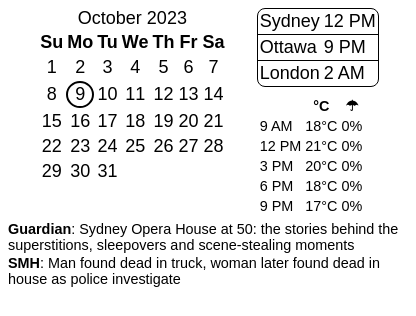 October 2023
Su Mo Tu We Th Fr Sa
1 2 3 4 5 6 7
8 9 10 11 12 13 14
15 16 17 18 19 20 21
22 23 24 25 26 27 28
29 30 31
Sydney 12 PM
Ottawa 9 PM
London 2 AM
°C ☂
9 AM 18°C 0%
12 PM 21°C 0%
3 PM 20°C 0%
6 PM 18°C 0%
9 PM 17°C 0%
Guardian: Sydney Opera House at 50: the stories behind the
superstitions, sleepovers and scene-stealing moments
SMH: Man found dead in truck, woman later found dead in
house as police investigate